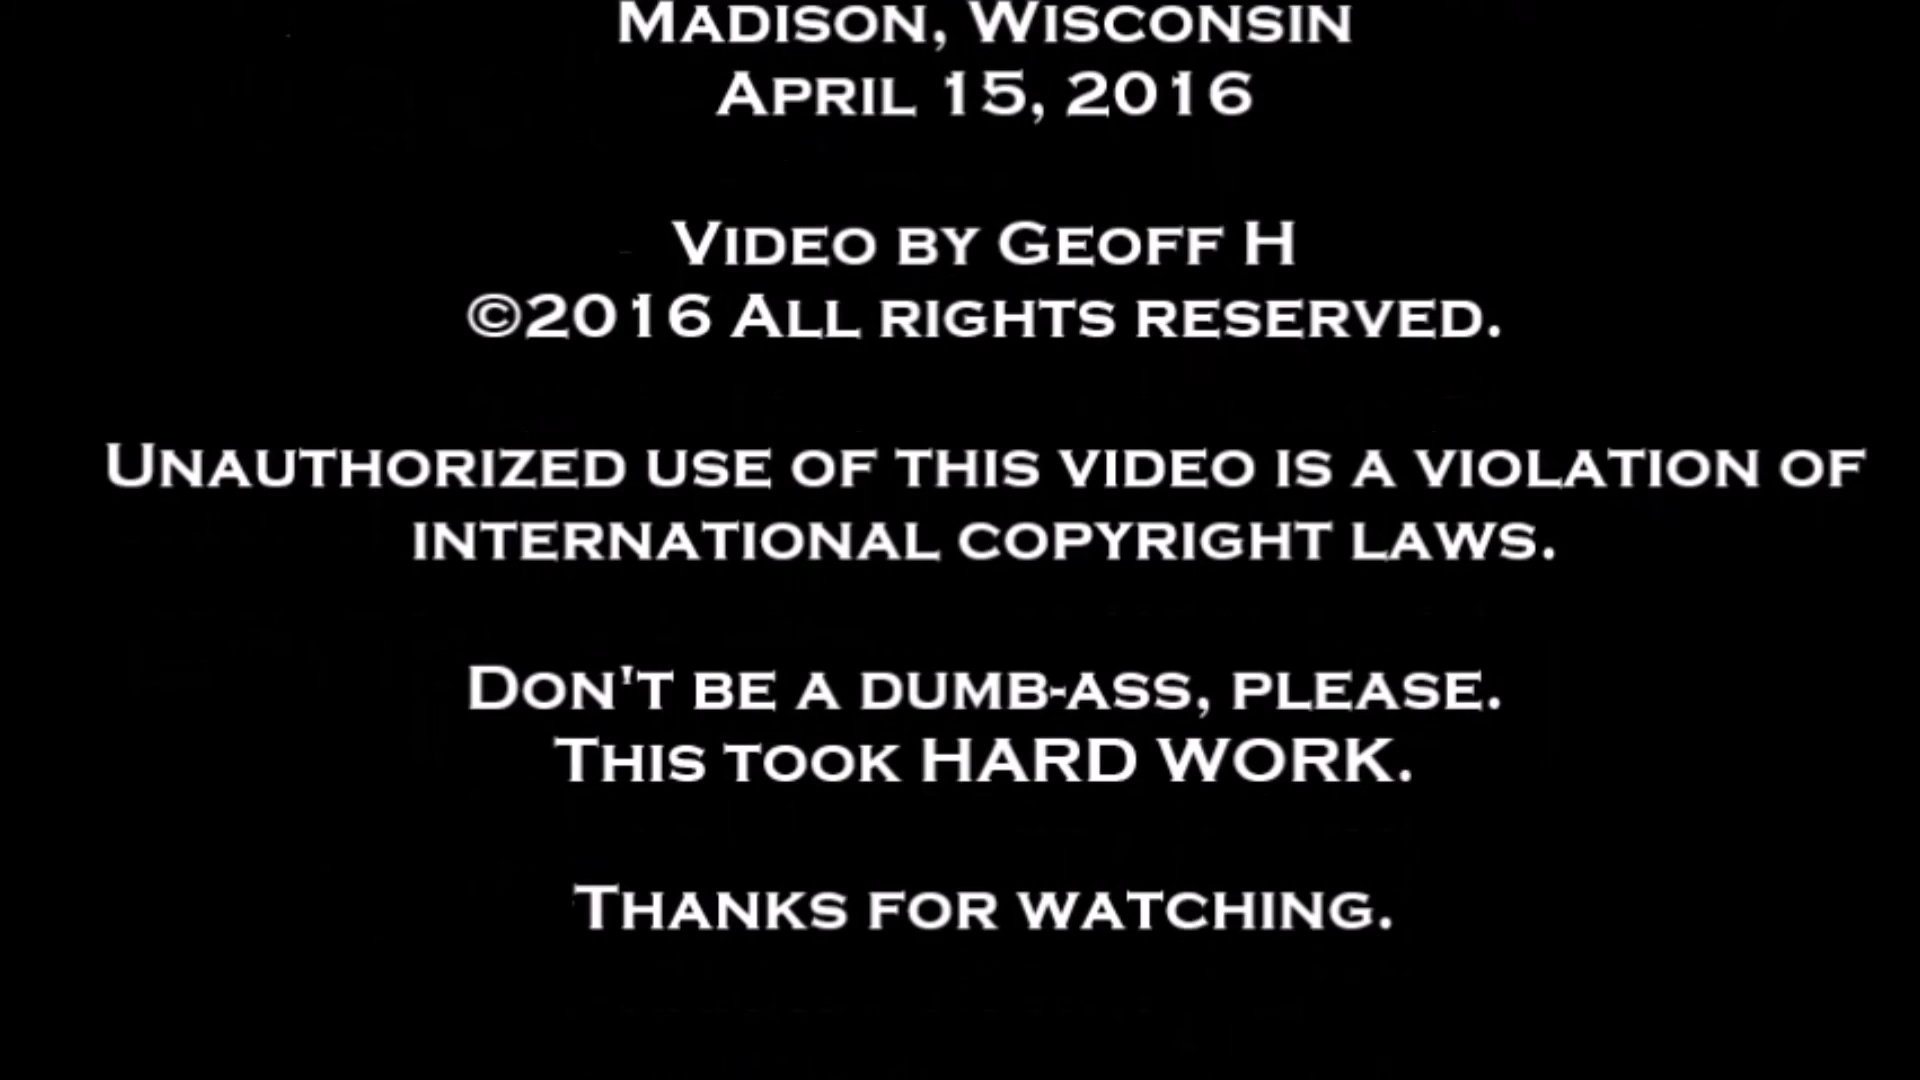 Madison, Wisconsin
April 15, 2016
Video by Geoff H
©2016 All rights reserved.
Unauthorized use of this video is a violation of
international copyright laws.
Don't be a dumb-ass, please.
This took HARD WORK.
Thanks for watching.